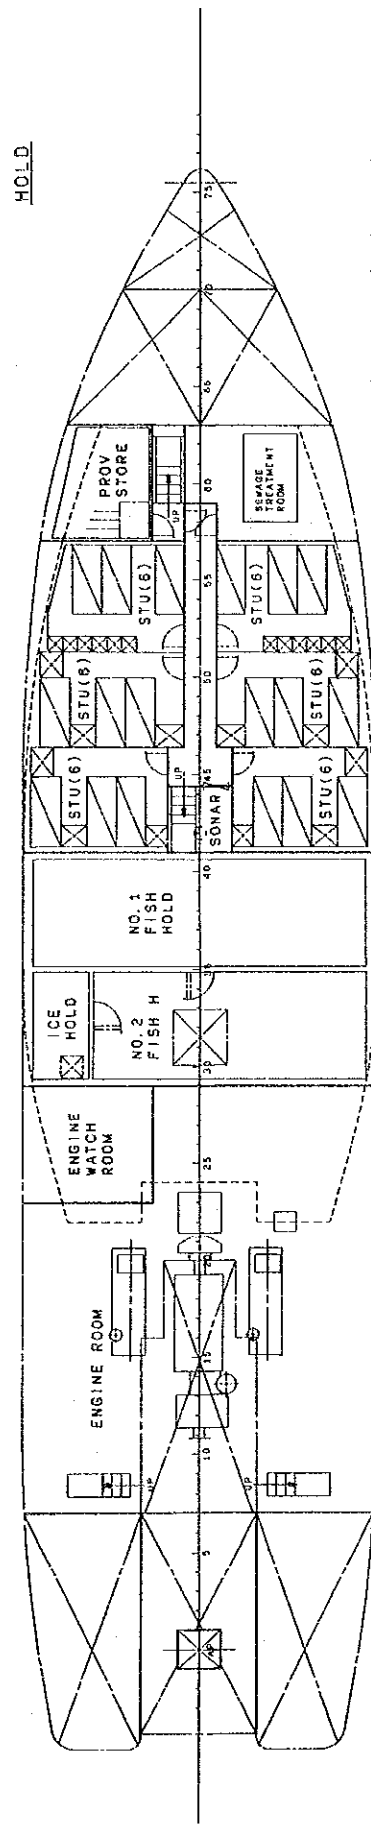 HOLD
75
70
65
PROV
STORE
60
UP
SEWAGE
TREATMENT
ROOM
STU(6)
55
STU(6)
STU(6)
50
STU(6)
STU(6)
45
UP
SONAR
STU(6)
40
NO.1
FISH
HOLD
35
ICE
HOLD
NO.2
FISH H
30
ENGINE
WATCH
ROOM
25
20
ENGINE ROOM
15
10
UP
UP
5
AP